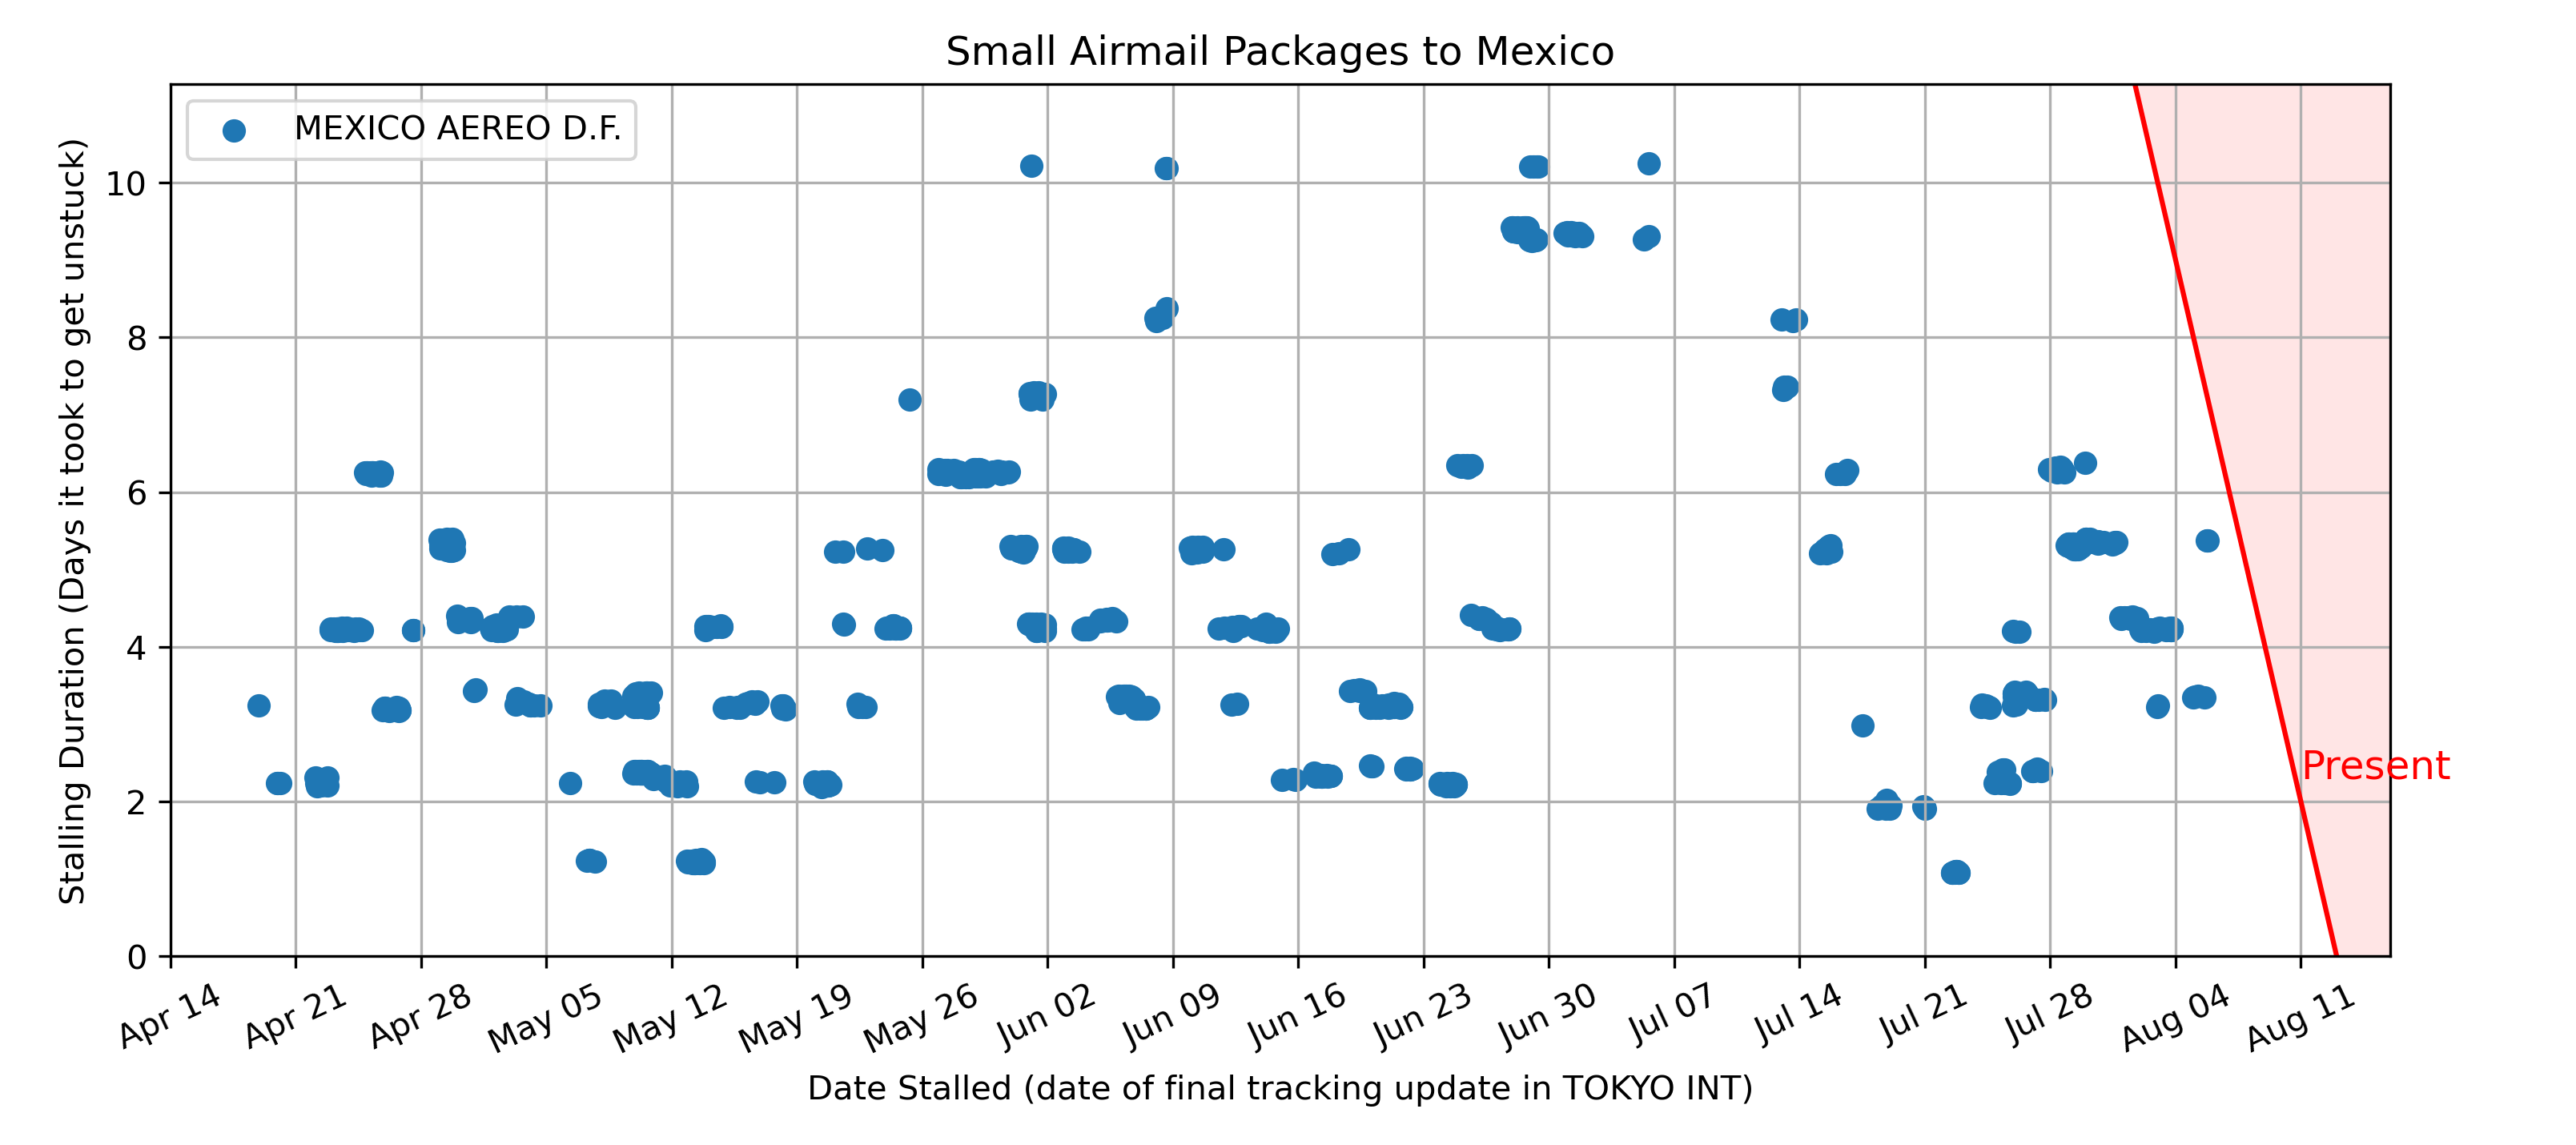 Small Airmail Packages to Mexico
MEXICO AEREO D.F.
Stalling Duration (Days it took to get unstuck)
10
8
6
4
2
0
Present
Apr 14
Apr 21
Apr 28
May 05
May 12
May 19
May 26
Jun 02
Jun 09
Jun 16
Jun 23
Jun 30
Jul 07
Jul 14
Jul 21
Jul 28
Aug 04
Aug 11
Date Stalled (date of final tracking update in TOKYO INT)